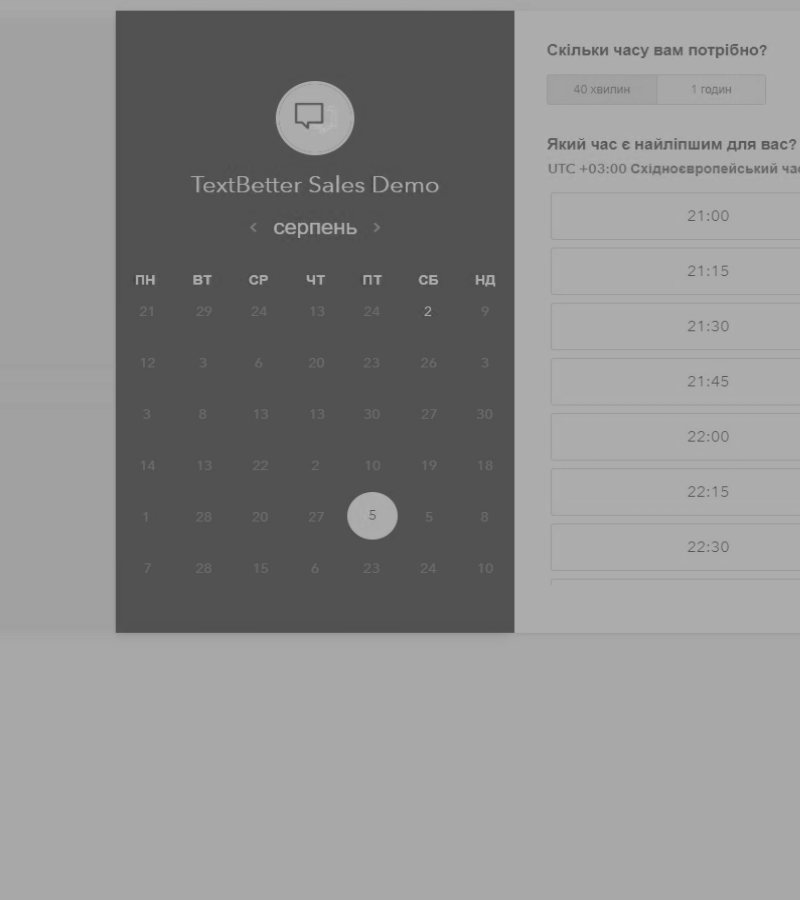 TextBetter Sales Demo
< серпень >
ПН ВТ СР ЧТ ПТ СБ НД
21 29 24 13 24 2 9
12 3 6 20 23 26 3
3 8 13 13 30 27 30
14 13 22 2 10 19 18
1 28 20 27 5 5 8
7 28 15 6 23 24 10
Скільки часу вам потрібно?
40 хвилин 1 годин
Який час є найліпшим для вас?
UTC +03:00 Східноєвропейський час
21:00
21:15
21:30
21:45
22:00
22:15
22:30